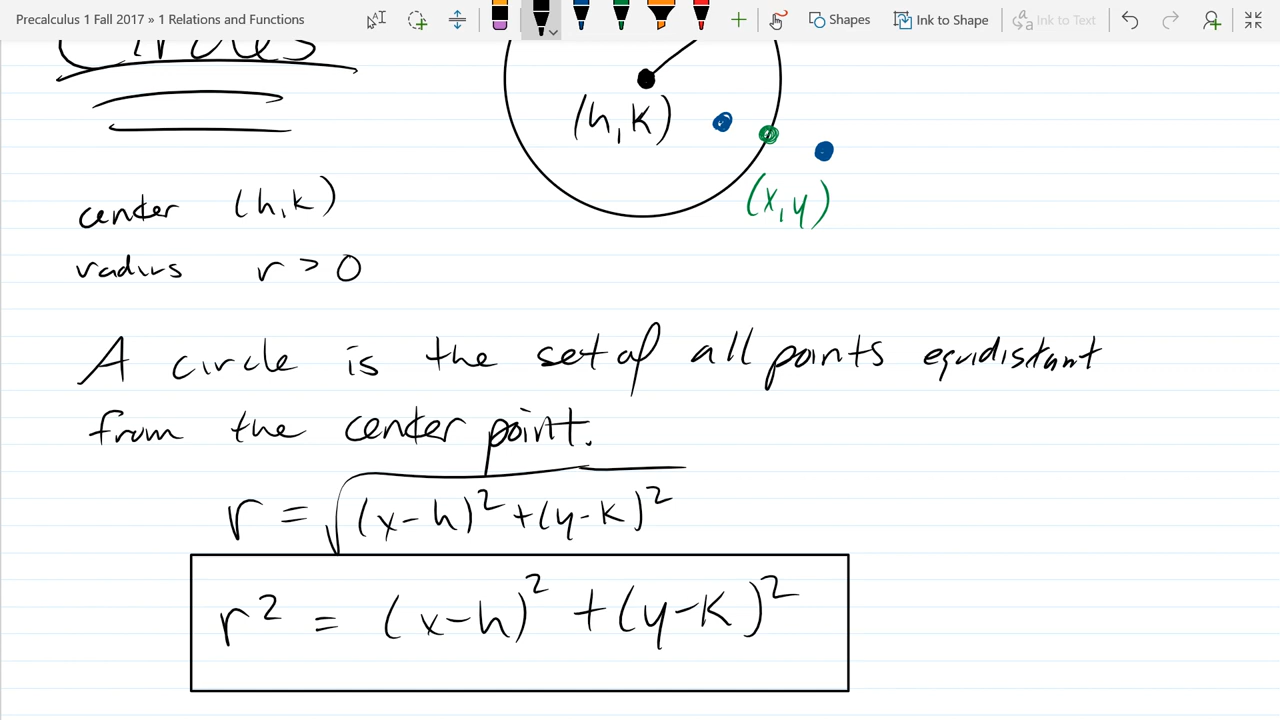 Precalculus 1 Fall 2017 » 1 Relations and Functions
Shapes
Ink to Shape
Ink to Text
Circles
(h,k)
(x,y)
center (h,k)
radius r > 0
A circle is the set of all points equidistant
from the center point.
r = √(x-h)²+(y-k)²
r² = (x-h)² + (y-k)²